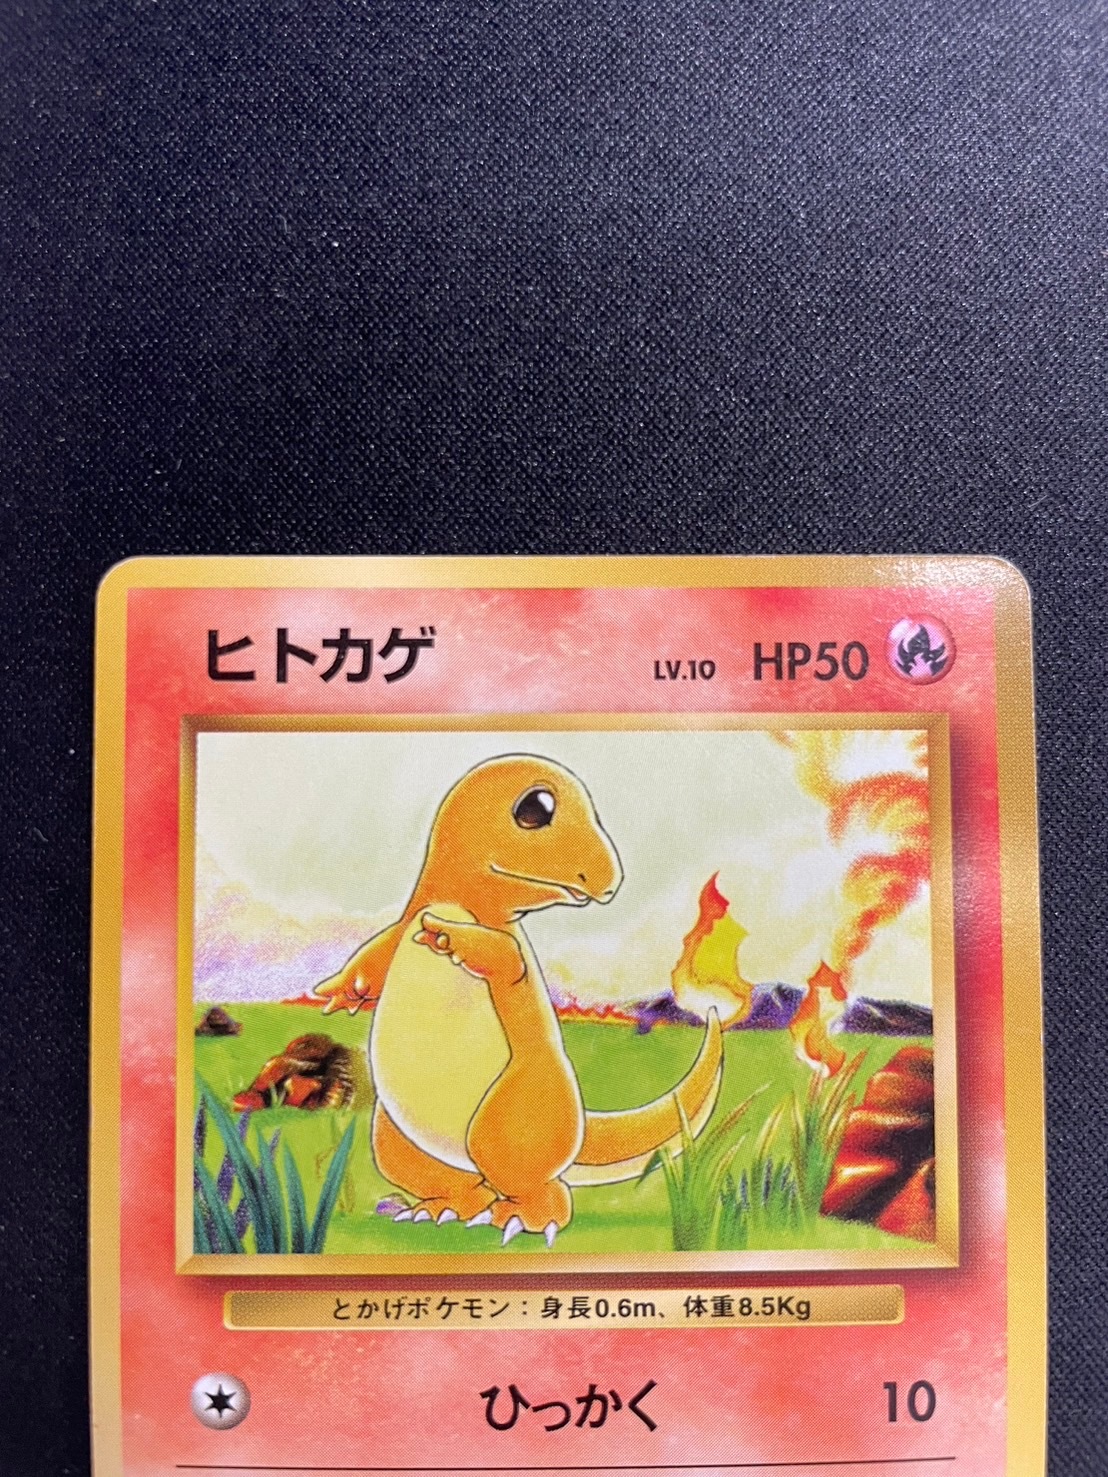 ヒトカゲ LV.10 HP50
とかげポケモン：身長0.6m、体重8.5Kg
ひっかく 10